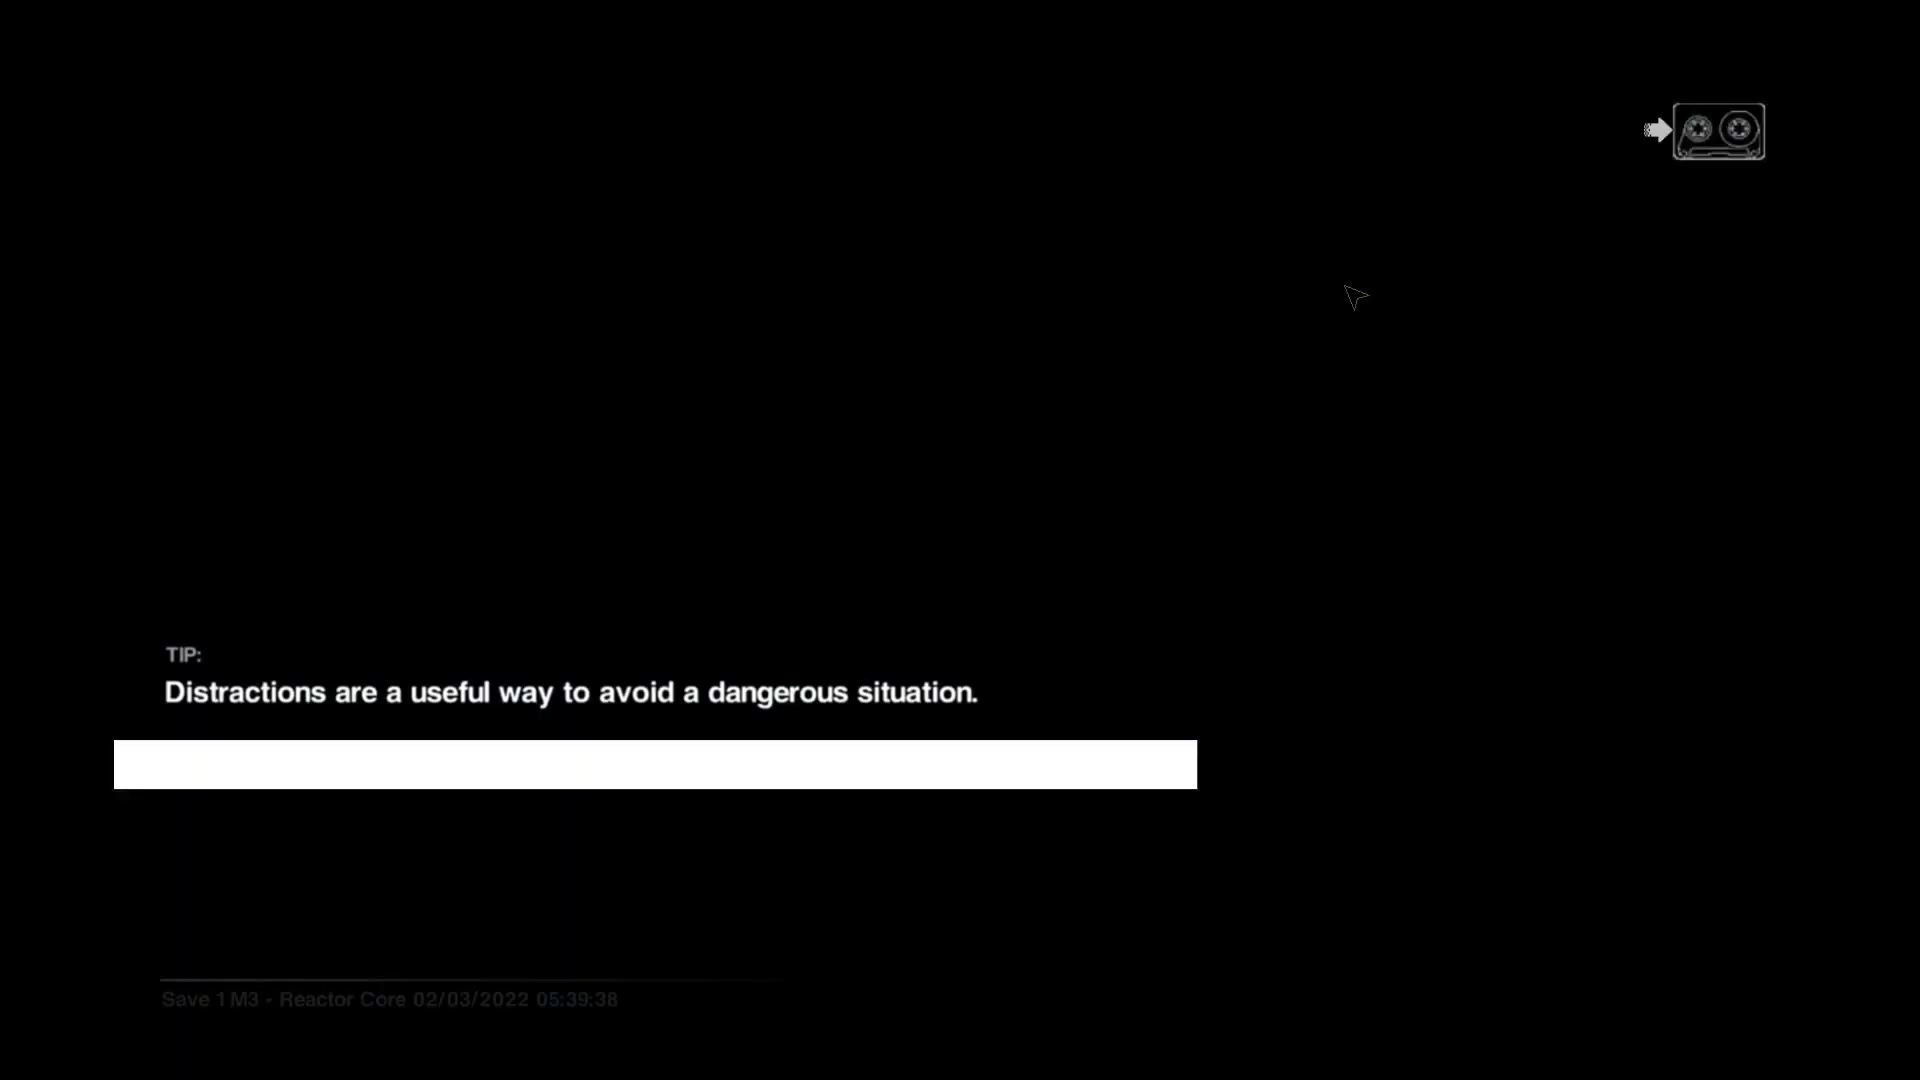 TIP:
Distractions are a useful way to avoid a dangerous situation.
Save 1 M3 - Reactor Core 02/03/2022 05:39:38